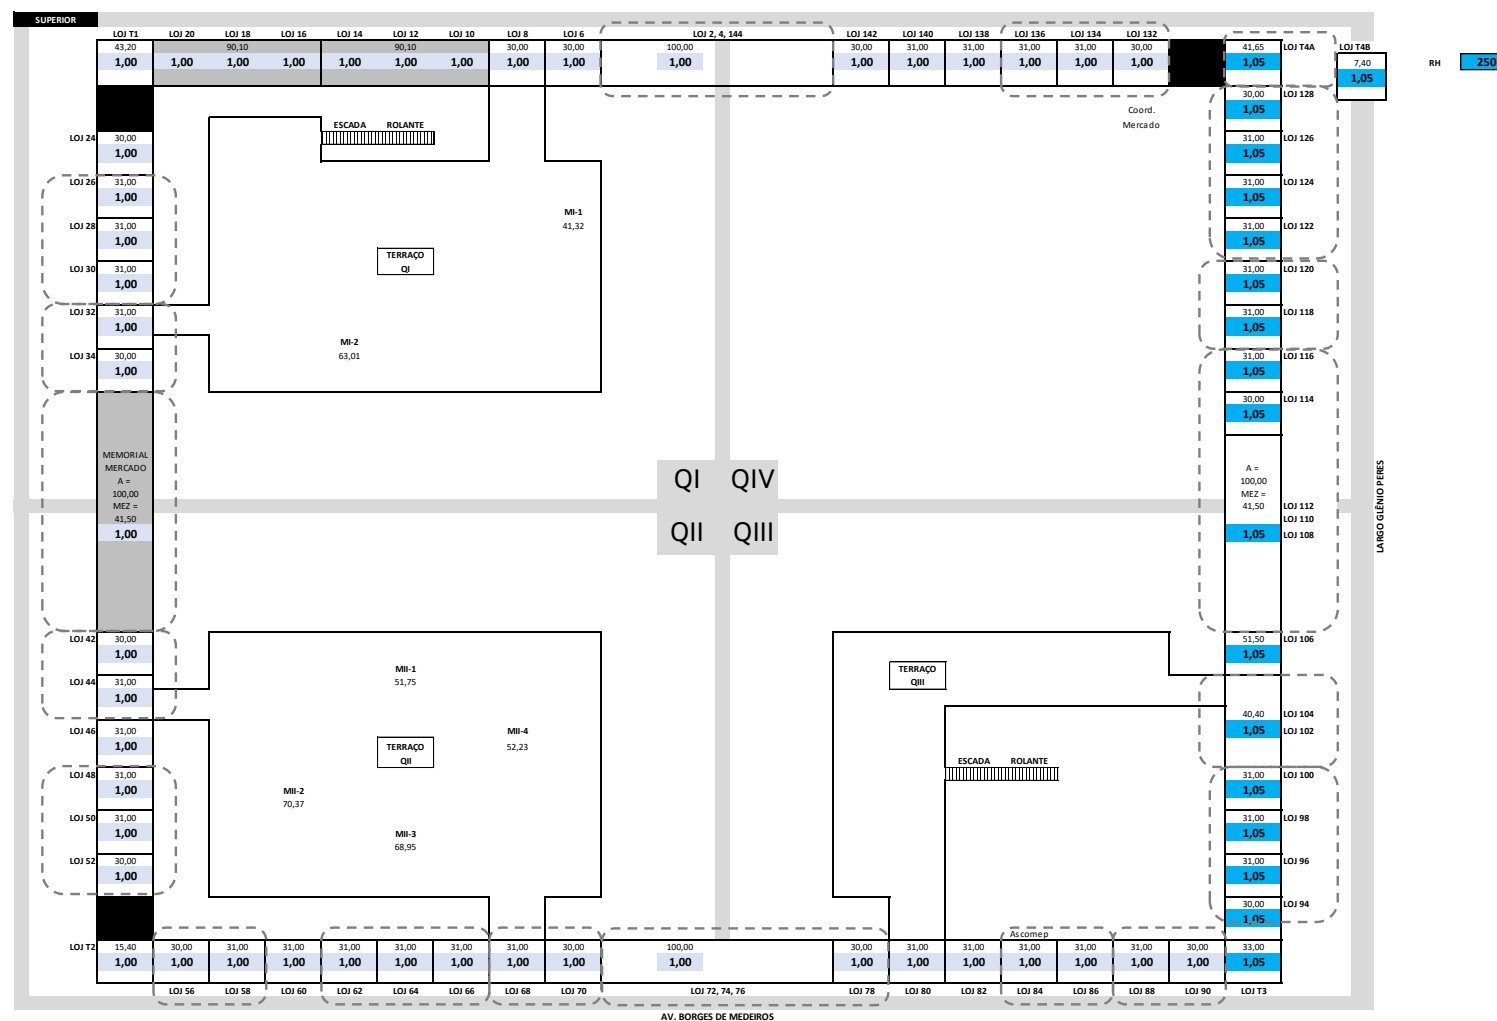 SUPERIOR
LOJ T1 LOJ 20 LOJ 18 LOJ 16 LOJ 14 LOJ 12 LOJ 10 LOJ 8 LOJ 6 LOJ 2, 4, 144 LOJ 142 LOJ 140 LOJ 138 LOJ 136 LOJ 134 LOJ 132
43,20 90,10 90,10 30,00 30,00 100,00 30,00 31,00 31,00 31,00 31,00 30,00 41,65 LOJ T4A LOJ T4B
1,00 1,00 1,00 1,00 1,00 1,00 1,00 1,00 1,00 1,00 1,00 1,00 1,00 1,00 1,00 1,00 1,05 7,40 RH 250
1,05
30,00 LOJ 128
1,05
Coord.
Mercado
ESCADA ROLANTE
LOJ 24 30,00
1,00
31,00 LOJ 126
1,05
LOJ 26 31,00
1,00
31,00 LOJ 124
1,05
MI-1
41,32
LOJ 28 31,00
1,00
31,00 LOJ 122
1,05
TERRAÇO
QI
LOJ 30 31,00
1,00
31,00 LOJ 120
1,05
LOJ 32 31,00
1,00
31,00 LOJ 118
1,05
MI-2
63,01
LOJ 34 30,00
1,00
31,00 LOJ 116
1,05
30,00 LOJ 114
1,05
MEMORIAL
MERCADO
A =
100,00
MEZ =
41,50
1,00
QI QIV
QII QIII
A =
100,00
MEZ =
41,50 LOJ 112
LOJ 110
1,05 LOJ 108
LARGO GLÊNIO PERES
LOJ 42 30,00
1,00
51,50 LOJ 106
1,05
MII-1
51,75
TERRAÇO
QIII
LOJ 44 31,00
1,00
40,40 LOJ 104
1,05 LOJ 102
LOJ 46 31,00
1,00
MII-4
52,23
TERRAÇO
QII
ESCADA ROLANTE
LOJ 48 31,00
1,00
31,00 LOJ 100
1,05
MII-2
70,37
LOJ 50 31,00
1,00
31,00 LOJ 98
1,05
MII-3
68,95
LOJ 52 30,00
1,00
31,00 LOJ 96
1,05
30,00 LOJ 94
1,05
Ascomep
LOJ T2 15,40 30,00 31,00 31,00 31,00 31,00 31,00 31,00 30,00 100,00 30,00 31,00 31,00 31,00 31,00 31,00 30,00 33,00
1,00 1,00 1,00 1,00 1,00 1,00 1,00 1,00 1,00 1,00 1,00 1,00 1,00 1,00 1,00 1,00 1,00 1,05
LOJ 56 LOJ 58 LOJ 60 LOJ 62 LOJ 64 LOJ 66 LOJ 68 LOJ 70 LOJ 72, 74, 76 LOJ 78 LOJ 80 LOJ 82 LOJ 84 LOJ 86 LOJ 88 LOJ 90 LOJ T3
AV. BORGES DE MEDEIROS